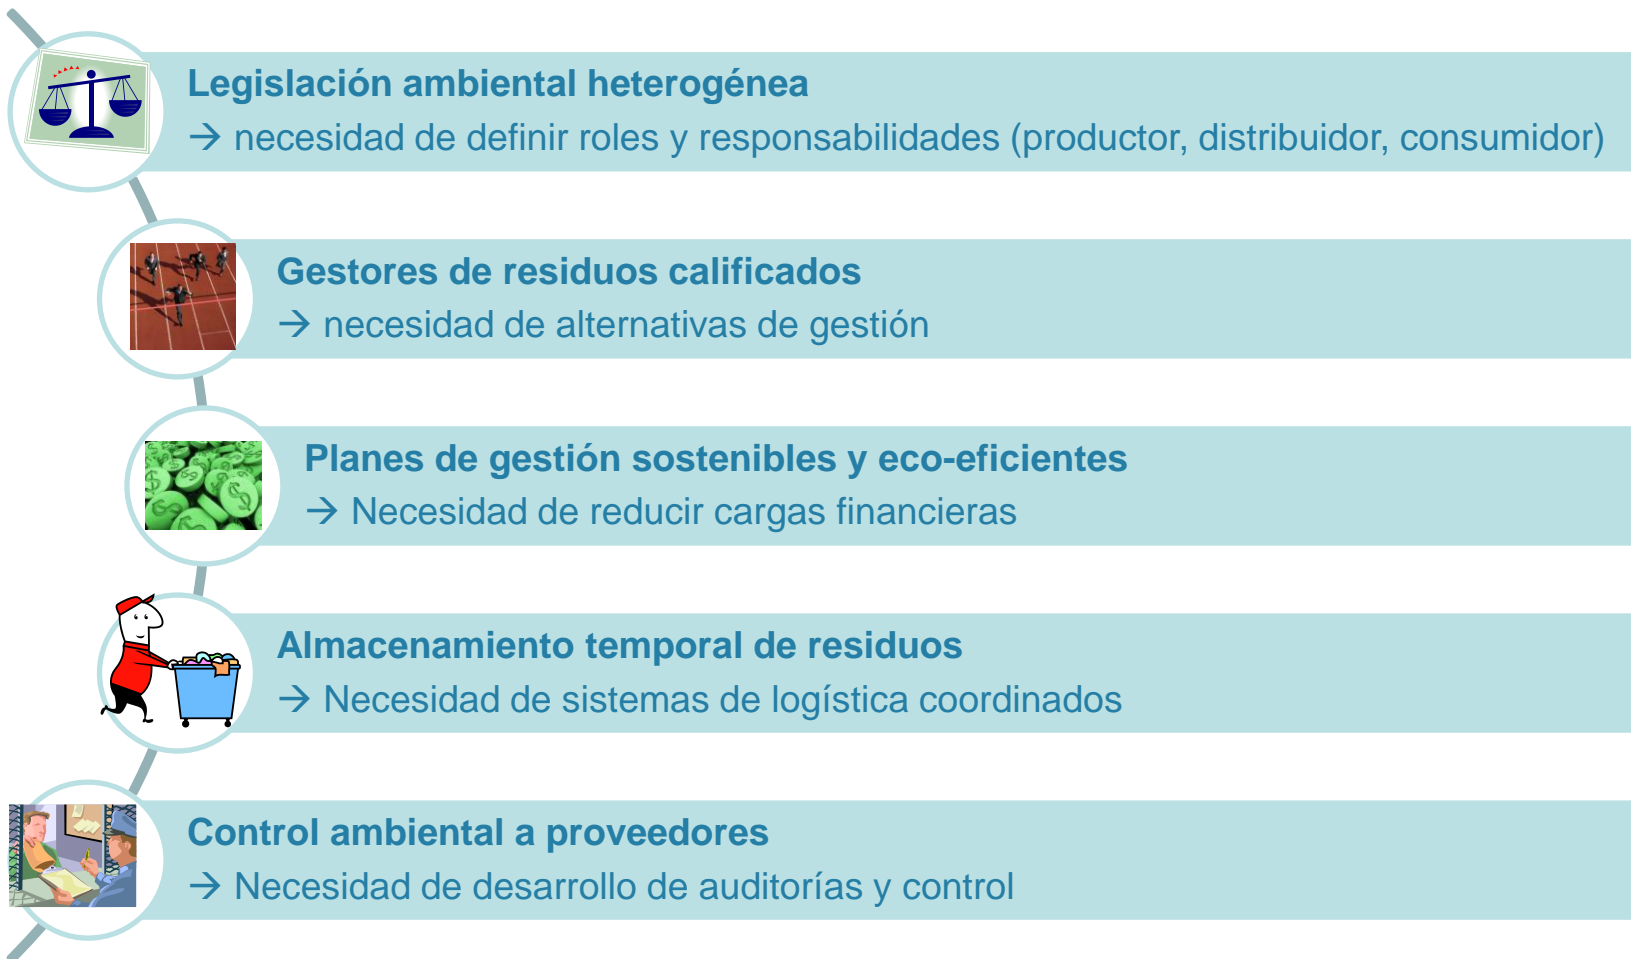 Legislación ambiental heterogénea
→ necesidad de definir roles y responsabilidades (productor, distribuidor, consumidor)
Gestores de residuos calificados
→ necesidad de alternativas de gestión
Planes de gestión sostenibles y eco-eficientes
→ Necesidad de reducir cargas financieras
Almacenamiento temporal de residuos
→ Necesidad de sistemas de logística coordinados
Control ambiental a proveedores
→ Necesidad de desarrollo de auditorías y control